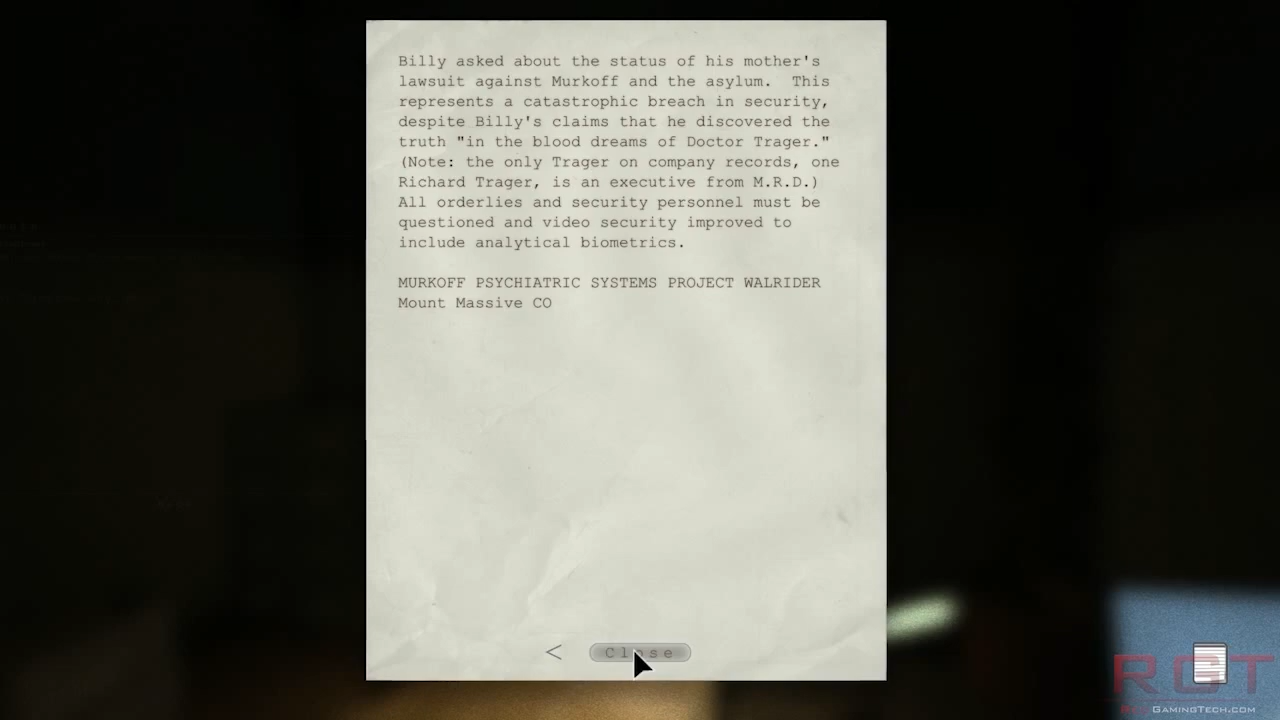 Billy asked about the status of his mother's
lawsuit against Murkoff and the asylum.  This
represents a catastrophic breach in security,
despite Billy's claims that he discovered the
truth "in the blood dreams of Doctor Trager."
(Note: the only Trager on company records, one
Richard Trager, is an executive from M.R.D.)
All orderlies and security personnel must be
questioned and video security improved to
include analytical biometrics.
MURKOFF PSYCHIATRIC SYSTEMS PROJECT WALRIDER
Mount Massive CO
< Close
RGT
RedGamingTech.com